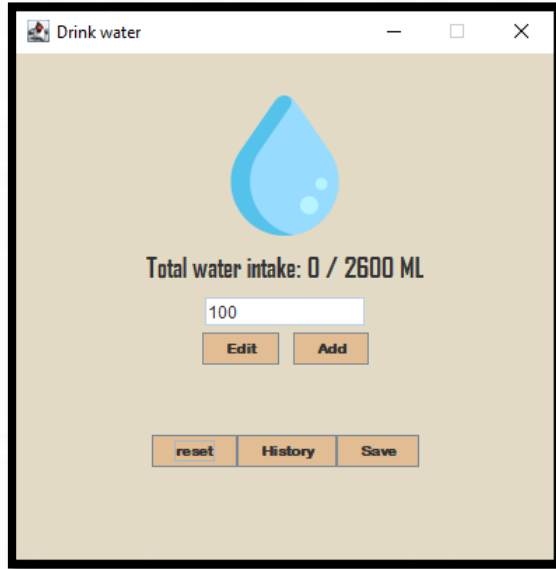 Drink water
Total water intake: 0 / 2600 ML
100
Edit Add
reset History Save